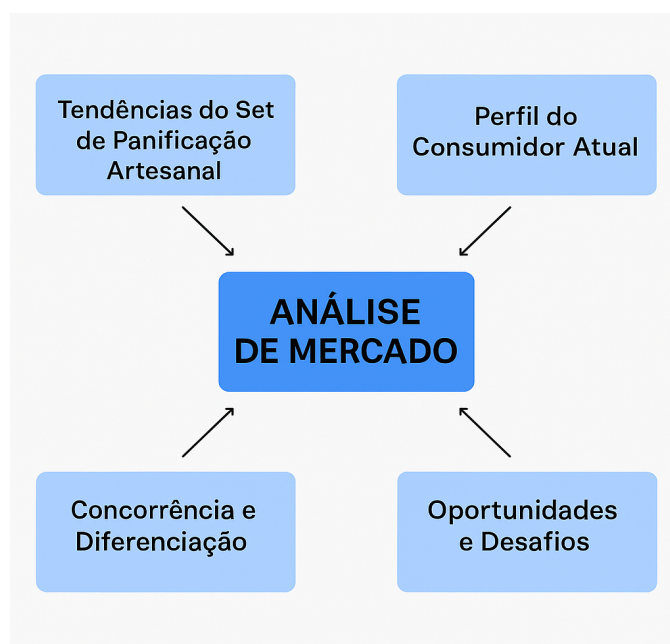 Tendências do Set
de Panificação
Artesanal
Perfil do
Consumidor Atual
ANÁLISE
DE MERCADO
Concorrência e
Diferenciação
Oportunidades
e Desafios